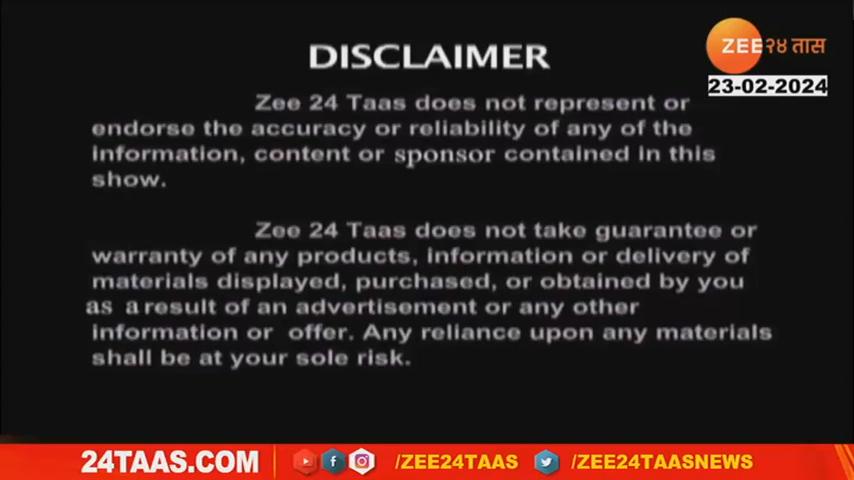 ZEE २४ तास
23-02-2024
DISCLAIMER
Zee 24 Taas does not represent or
endorse the accuracy or reliability of any of the
information, content or sponsor contained in this
show.
Zee 24 Taas does not take guarantee or
warranty of any products, information or delivery of
materials displayed, purchased, or obtained by you
as a result of an advertisement or any other
information or offer. Any reliance upon any materials
shall be at your sole risk.
24TAAS.COM /ZEE24TAAS /ZEE24TAASNEWS